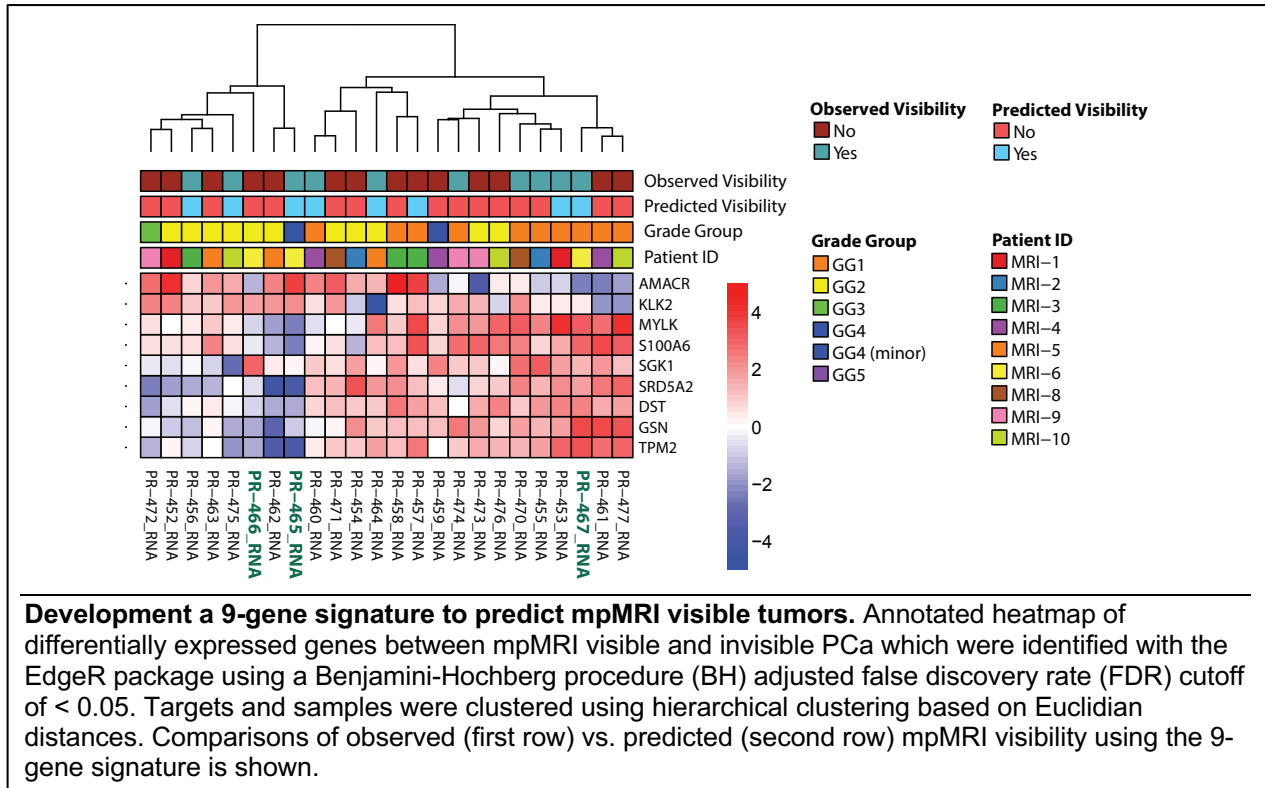 Observed Visibility
No
Yes
Predicted Visibility
No
Yes
Observed Visibility
Predicted Visibility
Grade Group
Patient ID
Grade Group
GG1
GG2
GG3
GG4
GG4 (minor)
GG5
Patient ID
MRI−1
MRI−2
MRI−3
MRI−4
MRI−5
MRI−6
MRI−8
MRI−9
MRI−10
AMACR
KLK2
MYLK
S100A6
SGK1
SRD5A2
DST
GSN
TPM2
4
2
0
−2
−4
PR−472_RNA
PR−452_RNA
PR−456_RNA
PR−463_RNA
PR−475_RNA
PR−466_RNA
PR−462_RNA
PR−465_RNA
PR−460_RNA
PR−471_RNA
PR−454_RNA
PR−464_RNA
PR−458_RNA
PR−457_RNA
PR−459_RNA
PR−474_RNA
PR−473_RNA
PR−476_RNA
PR−470_RNA
PR−455_RNA
PR−453_RNA
PR−467_RNA
PR−461_RNA
PR−477_RNA
Development a 9-gene signature to predict mpMRI visible tumors. Annotated heatmap of
differentially expressed genes between mpMRI visible and invisible PCa which were identified with the
EdgeR package using a Benjamini-Hochberg procedure (BH) adjusted false discovery rate (FDR) cutoff
of < 0.05. Targets and samples were clustered using hierarchical clustering based on Euclidian
distances. Comparisons of observed (first row) vs. predicted (second row) mpMRI visibility using the 9-
gene signature is shown.